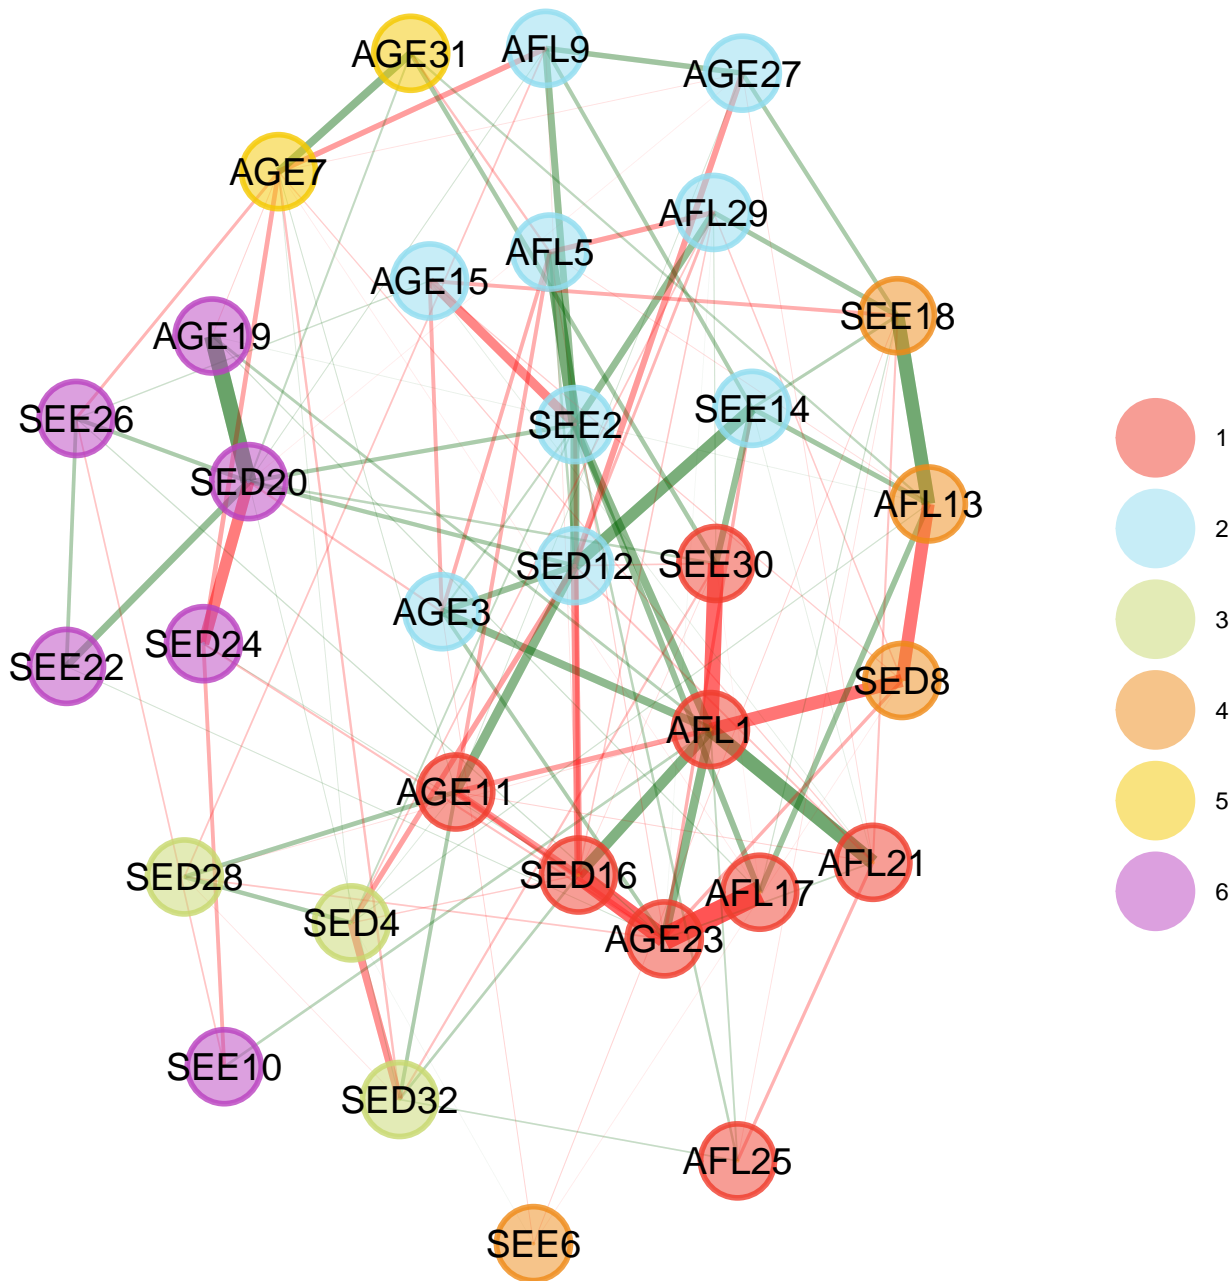 AFL9
AGE31
AGE27
AGE7
AFL29
AFL5
AGE15
SEE18
AGE19
SEE14
SEE26
SEE2
1
SED20
AFL13
2
SEE30
SED12
AGE3
3
SED24
SEE22
SED8
4
AFL1
AGE11
5
AFL21
SED16
SED28
AFL17
6
SED4
AGE23
SEE10
SED32
AFL25
SEE6